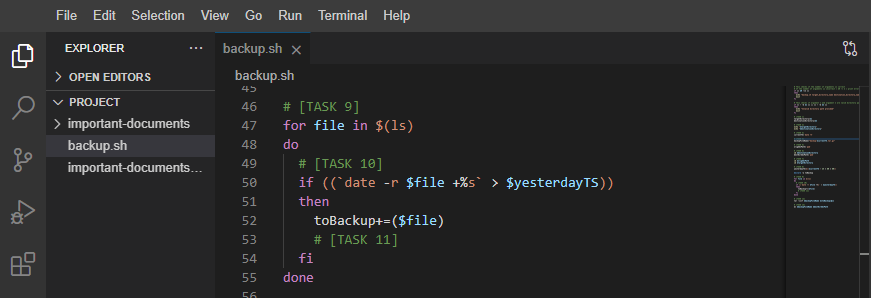 File Edit Selection View Go Run Terminal Help
EXPLORER ···
OPEN EDITORS
PROJECT
important-documents
backup.sh
important-documents...
backup.sh ×
backup.sh
45
46 # [TASK 9]
47 for file in $(ls)
48 do
49 # [TASK 10]
50 if ((`date -r $file +%s` > $yesterdayTS))
51 then
52 toBackup+=($file)
53 # [TASK 11]
54 fi
55 done
56